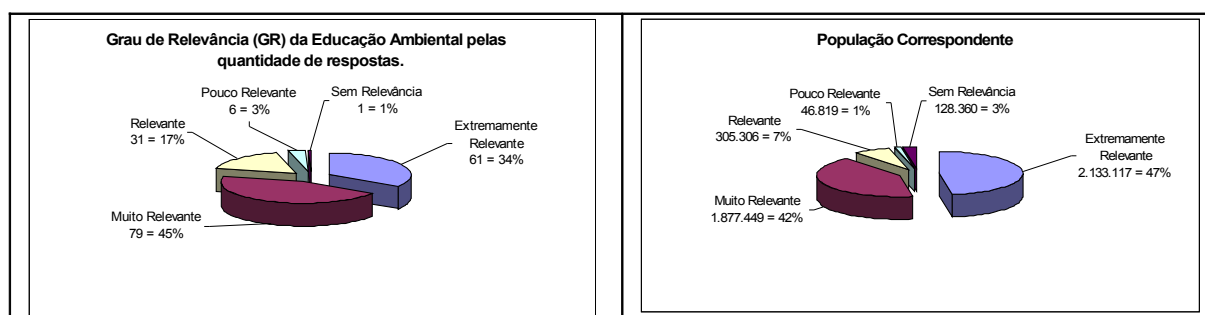 Grau de Relevância (GR) da Educação Ambiental pelas
quantidade de respostas.
Pouco Relevante
6 = 3%
Sem Relevância
1 = 1%
Relevante
31 = 17%
Extremamente
Relevante
61 = 34%
Muito Relevante
79 = 45%
População Correspondente
Pouco Relevante
46.819 = 1%
Sem Relevância
128.360 = 3%
Relevante
305.306 = 7%
Extremamente
Relevante
2.133.117 = 47%
Muito Relevante
1.877.449 = 42%